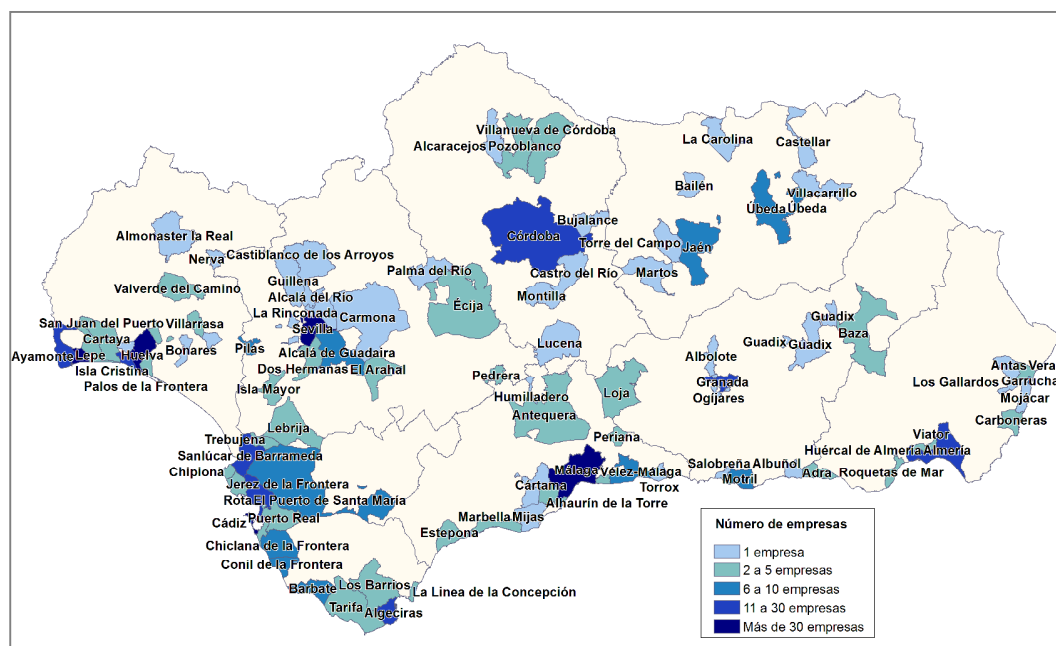 Villanueva de Córdoba
Alcaracejos
Pozoblanco
La Carolina
Castellar
Bailén
Villacarrillo
Úbeda
Úbeda
Almonaster la Real
Nerva
Castiblanco de los Arroyos
Córdoba
Bujalance
Torre del Campo
Jaén
Palma del Río
Castro del Río
Martos
Guillena
Valverde del Camino
Alcalá del Río
Montilla
Écija
La Rinconada
Carmona
San Juan del Puerto
Villarrasa
Sevilla
Guadix
Cartaya
Baza
Ayamonte
Lepe
Huelva
Bonares
Pilas
Alcalá de Guadaira
Lucena
Guadix
Guadix
Albolote
Isla Cristina
Dos Hermanas
El Arahal
Antas
Vera
Palos de la Frontera
Isla Mayor
Pedrera
Granada
Los Gallardos
Garrucha
Humilladero
Loja
Ogíjares
Mojácar
Antequera
Lebrija
Carboneras
Trebujena
Periana
Viator
Sanlúcar de Barrameda
Huércal de Almería
Almería
Chipiona
Málaga
Vélez-Málaga
Salobreña
Albuñol
Adra
Roquetas de Mar
Jerez de la Frontera
Cártama
Motril
Torrox
Rota
El Puerto de Santa María
Alhaurín de la Torre
Cádiz
Puerto Real
Marbella
Mijas
Estepona
Chiclana de la Frontera
Conil de la Frontera
Barbate
Los Barrios
La Linea de la Concepción
Tarifa
Algeciras
Número de empresas
1 empresa
2 a 5 empresas
6 a 10 empresas
11 a 30 empresas
Más de 30 empresas